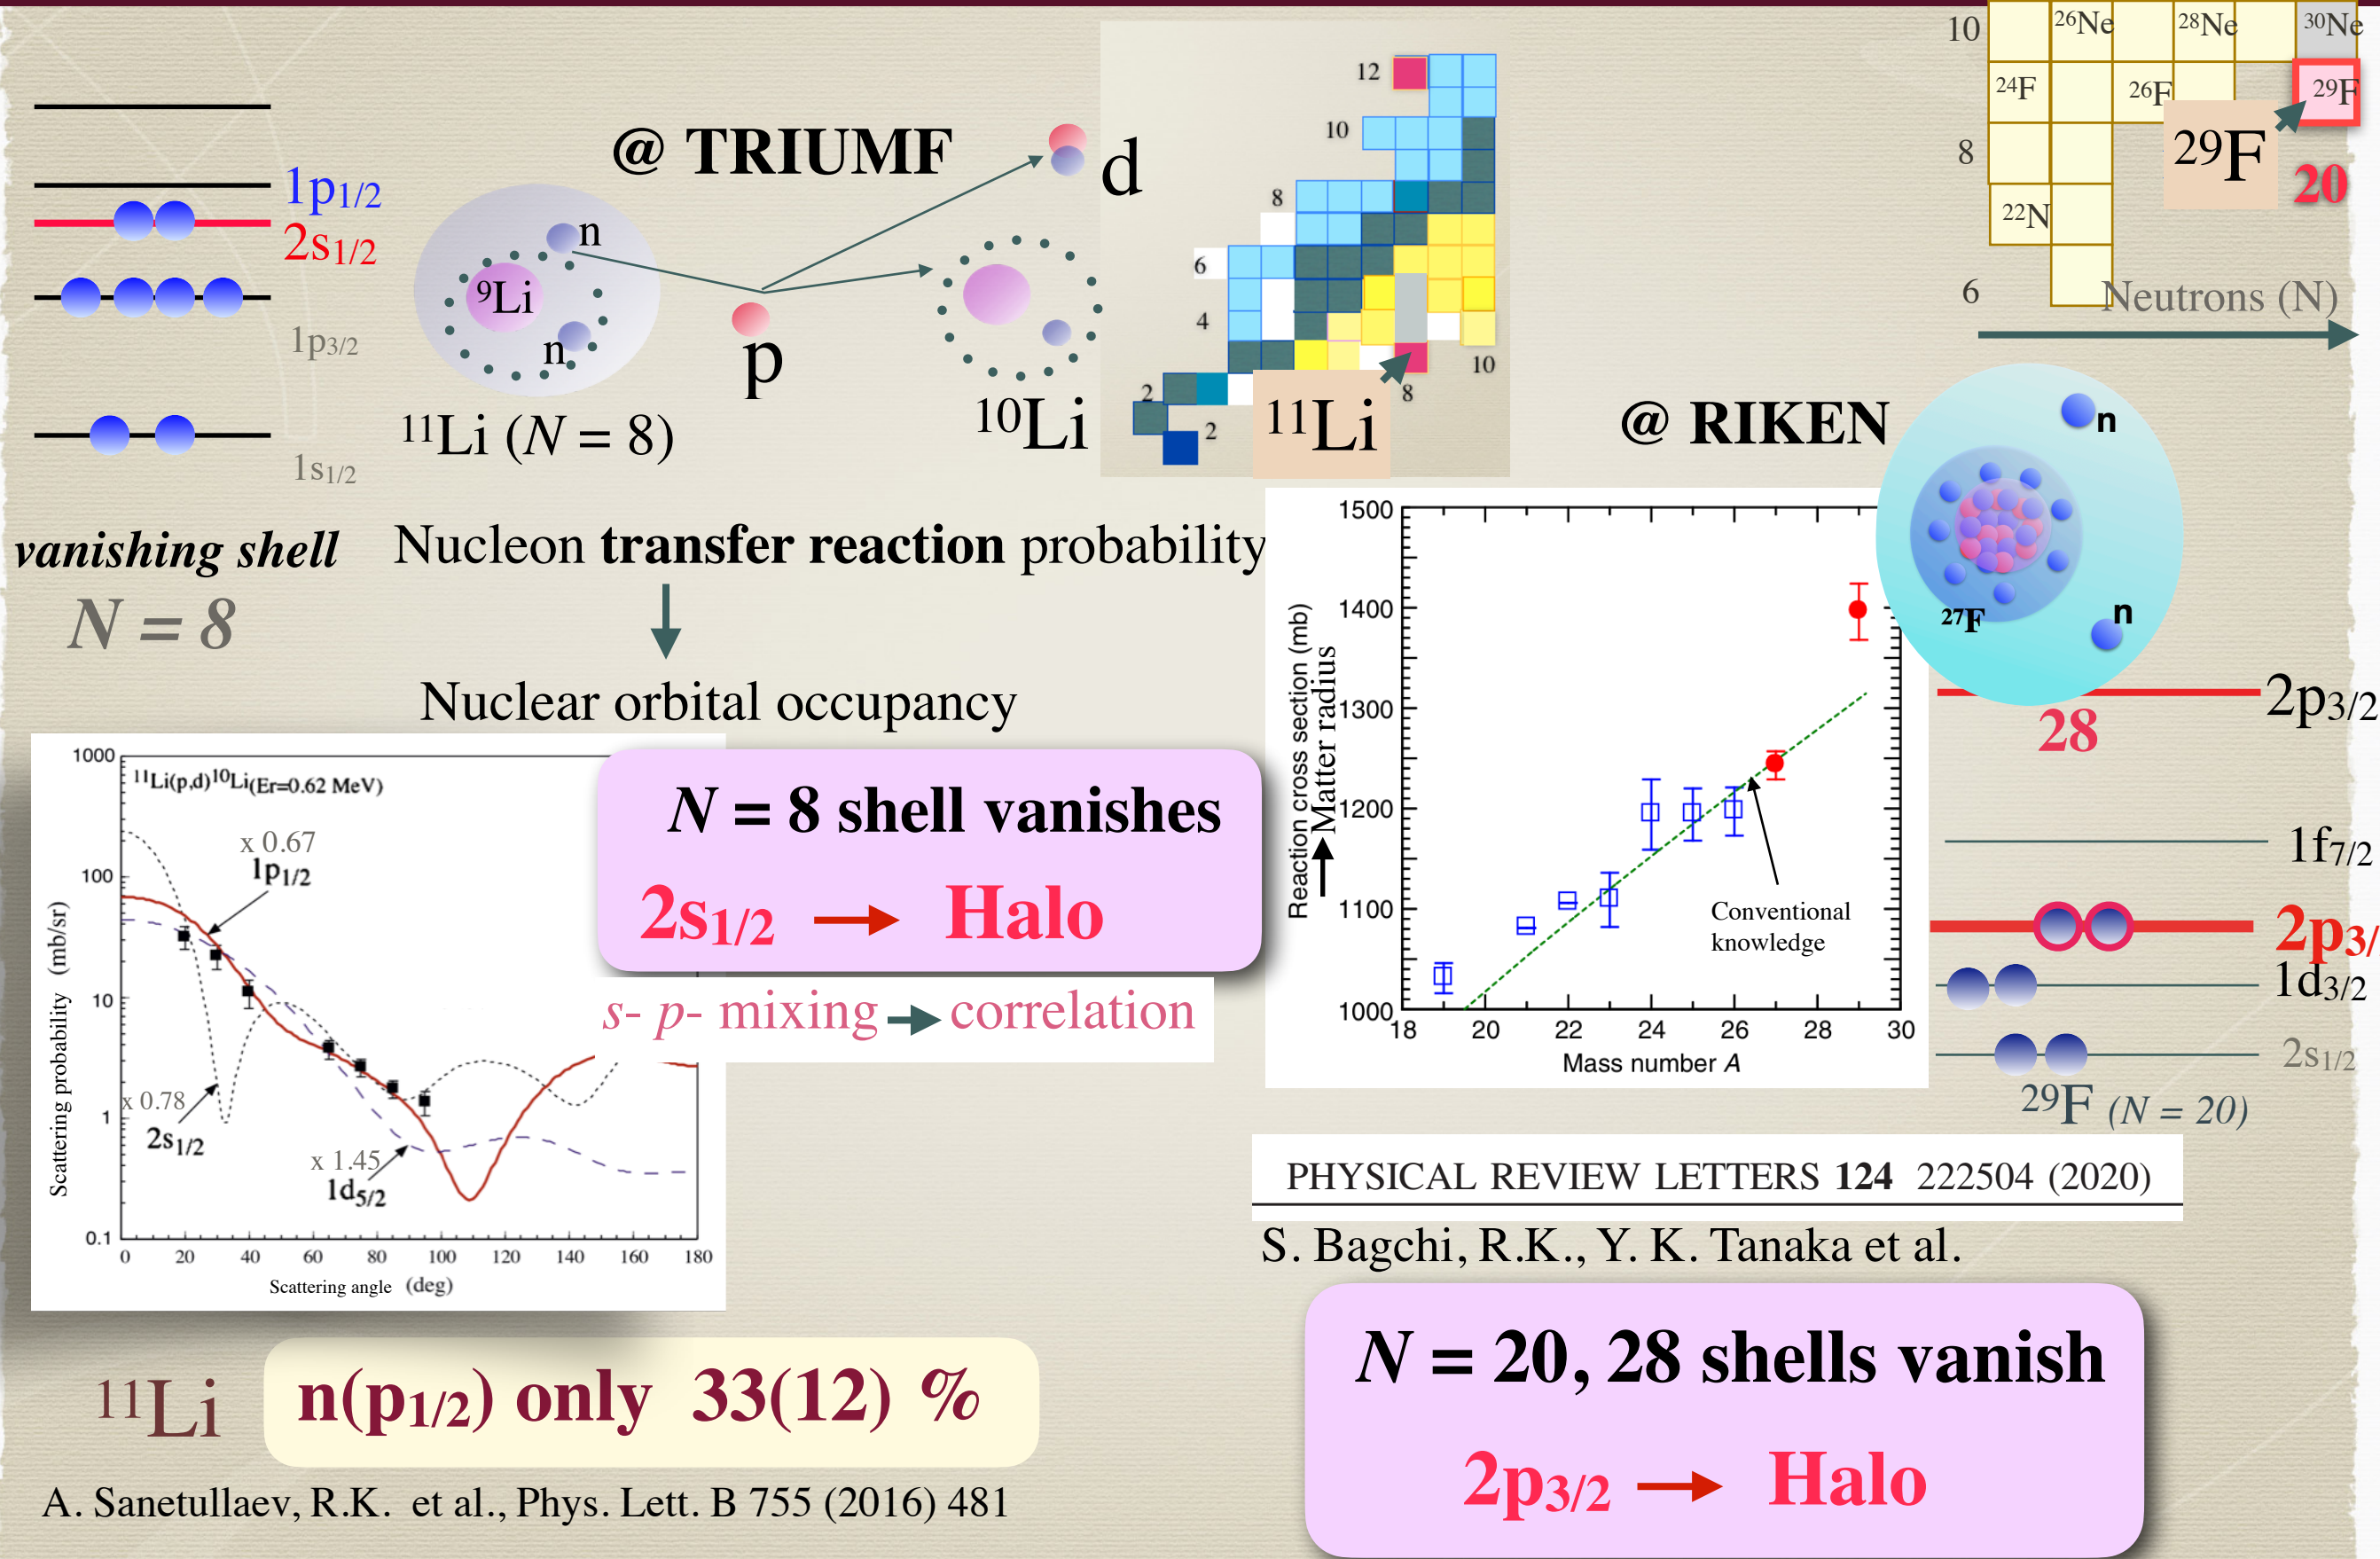 1p1/2
2s1/2
1p3/2
1s1/2
vanishing shell
N = 8
@ TRIUMF
n
9Li
n
11Li (N = 8)
p
d
10Li
12
10
8
6
4
2
2
8
10
11Li
10
8
6
26Ne
28Ne
30Ne
24F
26F
29F
22N
29F
20
Neutrons (N)
Nucleon transfer reaction probability
Nuclear orbital occupancy
1000
100
10
1
0.1
11Li(p,d)10Li(Er=0.62 MeV)
x 0.67
1p1/2
x 0.78
2s1/2
x 1.45
1d5/2
Scattering probability (mb/sr)
0 20 40 60 80 100 120 140 160 180
Scattering angle (deg)
N = 8 shell vanishes
2s1/2 → Halo
s- p- mixing → correlation
11Li
n(p1/2) only 33(12) %
A. Sanetullaev, R.K. et al., Phys. Lett. B 755 (2016) 481
@ RIKEN
n
27F
n
1500
1400
1300
1200
1100
1000
Reaction cross section (mb)
Matter radius
Conventional
knowledge
18 20 22 24 26 28 30
Mass number A
2p3/2
28
1f7/2
2p3/
1d3/2
2s1/2
29F (N = 20)
PHYSICAL REVIEW LETTERS 124 222504 (2020)
S. Bagchi, R.K., Y. K. Tanaka et al.
N = 20, 28 shells vanish
2p3/2 → Halo